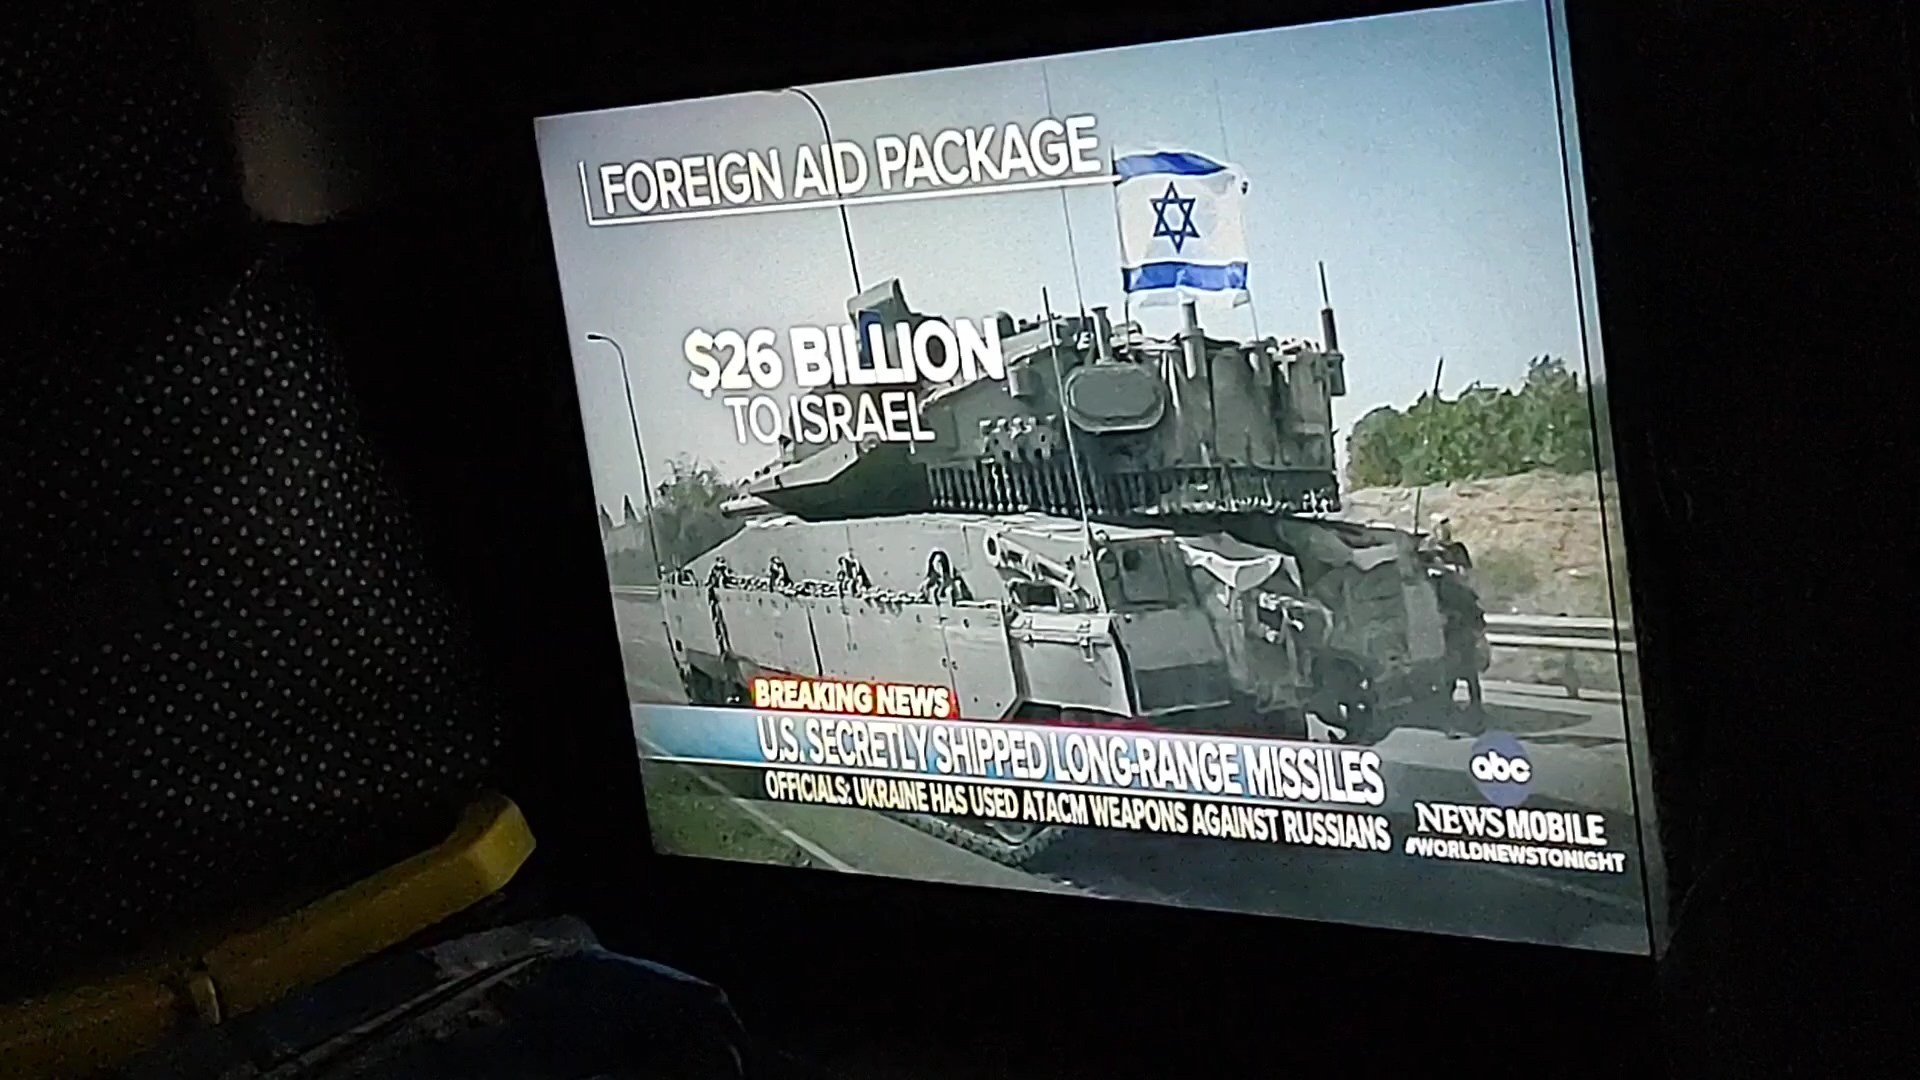 FOREIGN AID PACKAGE
$26 BILLION
TO ISRAEL
BREAKING NEWS
U.S. SECRETLY SHIPPED LONG-RANGE MISSILES
OFFICIALS: UKRAINE HAS USED ATACM WEAPONS AGAINST RUSSIANS
abc
NEWS MOBILE
#WORLDNEWSTONIGHT